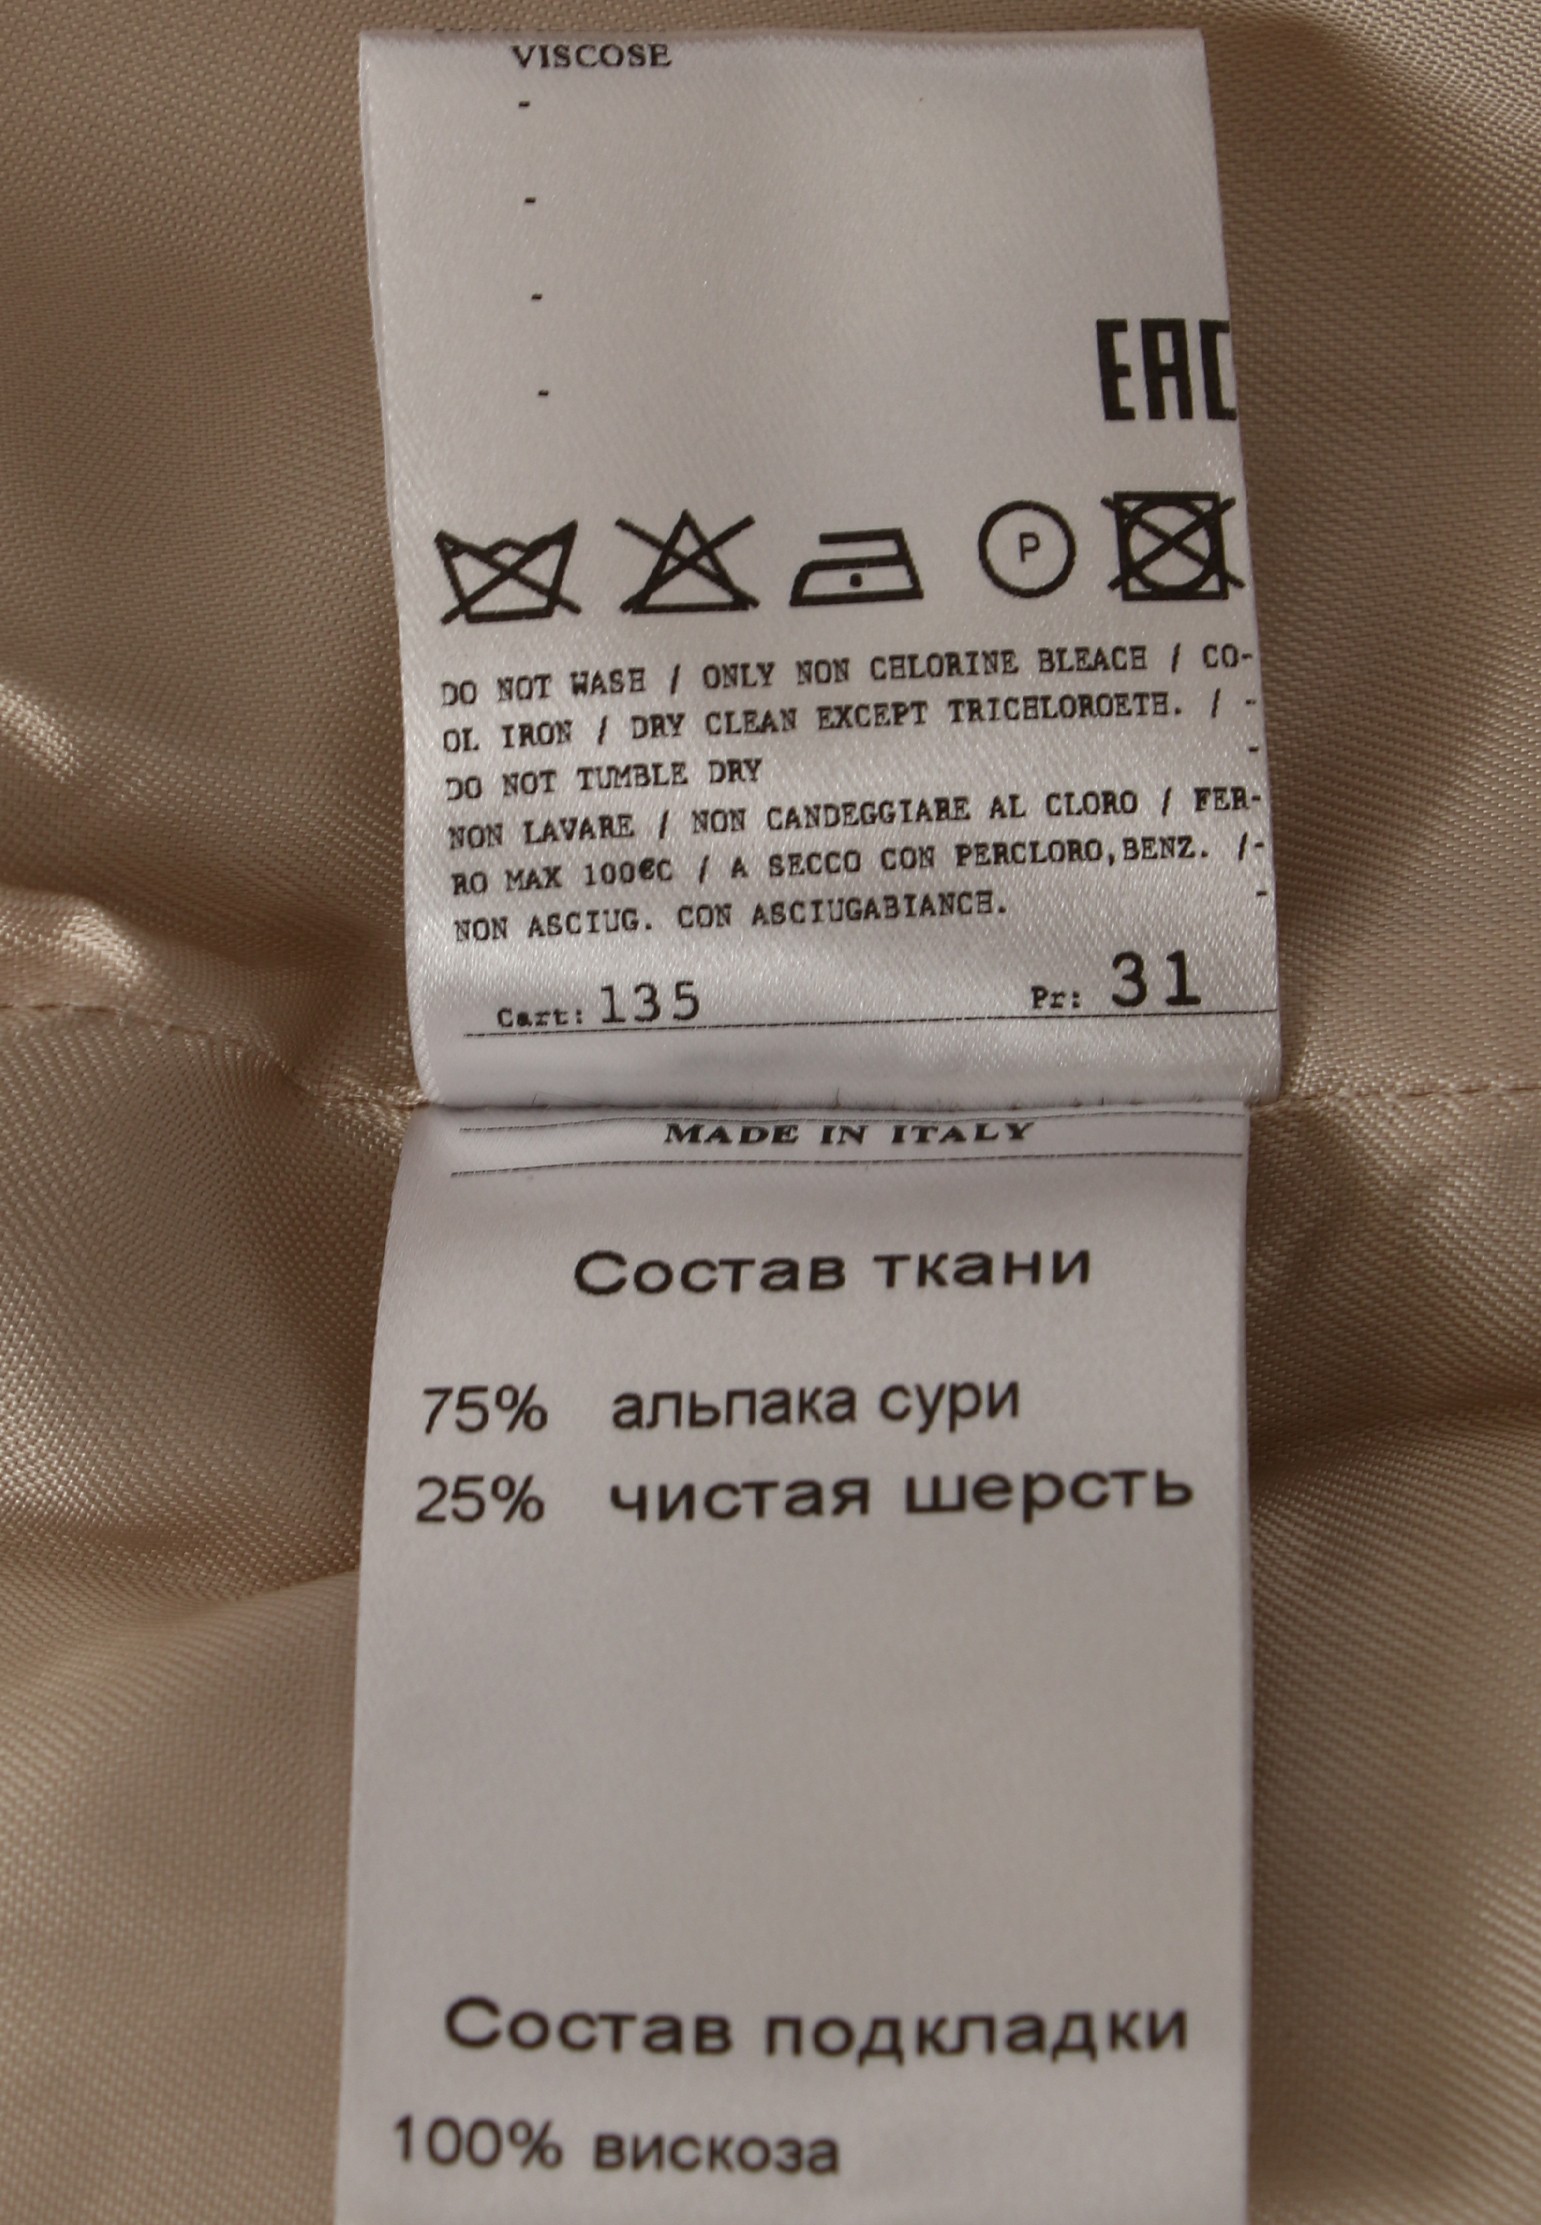 VISCOSE
-
-
-
-
EAC
P
DO NOT WASH / ONLY NON CHLORINE BLEACH / CO-
OL IRON / DRY CLEAN EXCEPT TRICHLOROETH. / -
DO NOT TUMBLE DRY -
NON LAVARE / NON CANDEGGIARE AL CLORO / FER-
RO MAX 100€C / A SECCO CON PERCLORO,BENZ. /-
NON ASCIUG. CON ASCIUGABIANCH. -
Cart: 135 Pr: 31
MADE IN ITALY
Состав ткани
75% альпака сури
25% чистая шерсть
Состав подкладки
100% вискоза